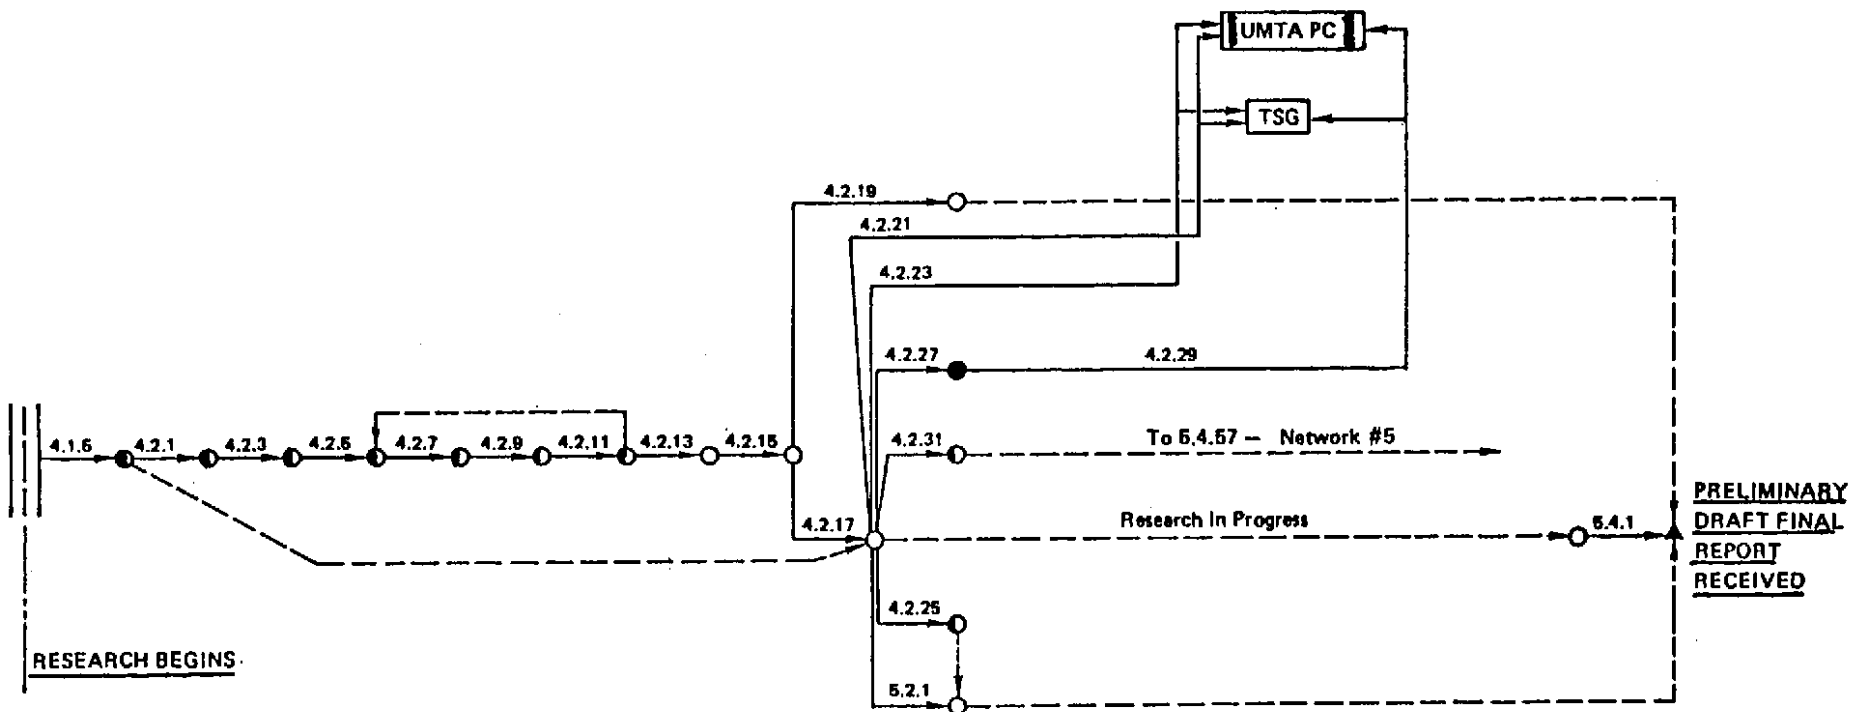 UMTA PC
TSG
4.2.19
4.2.21
4.2.23
4.2.27
4.2.29
4.1.5 4.2.1 4.2.3 4.2.5 4.2.7 4.2.9 4.2.11 4.2.13 4.2.15
4.2.31
To 5.4.57 — Network #5
4.2.17
Research In Progress
5.4.1
PRELIMINARY
DRAFT FINAL
REPORT
RECEIVED
4.2.25
RESEARCH BEGINS
5.2.1